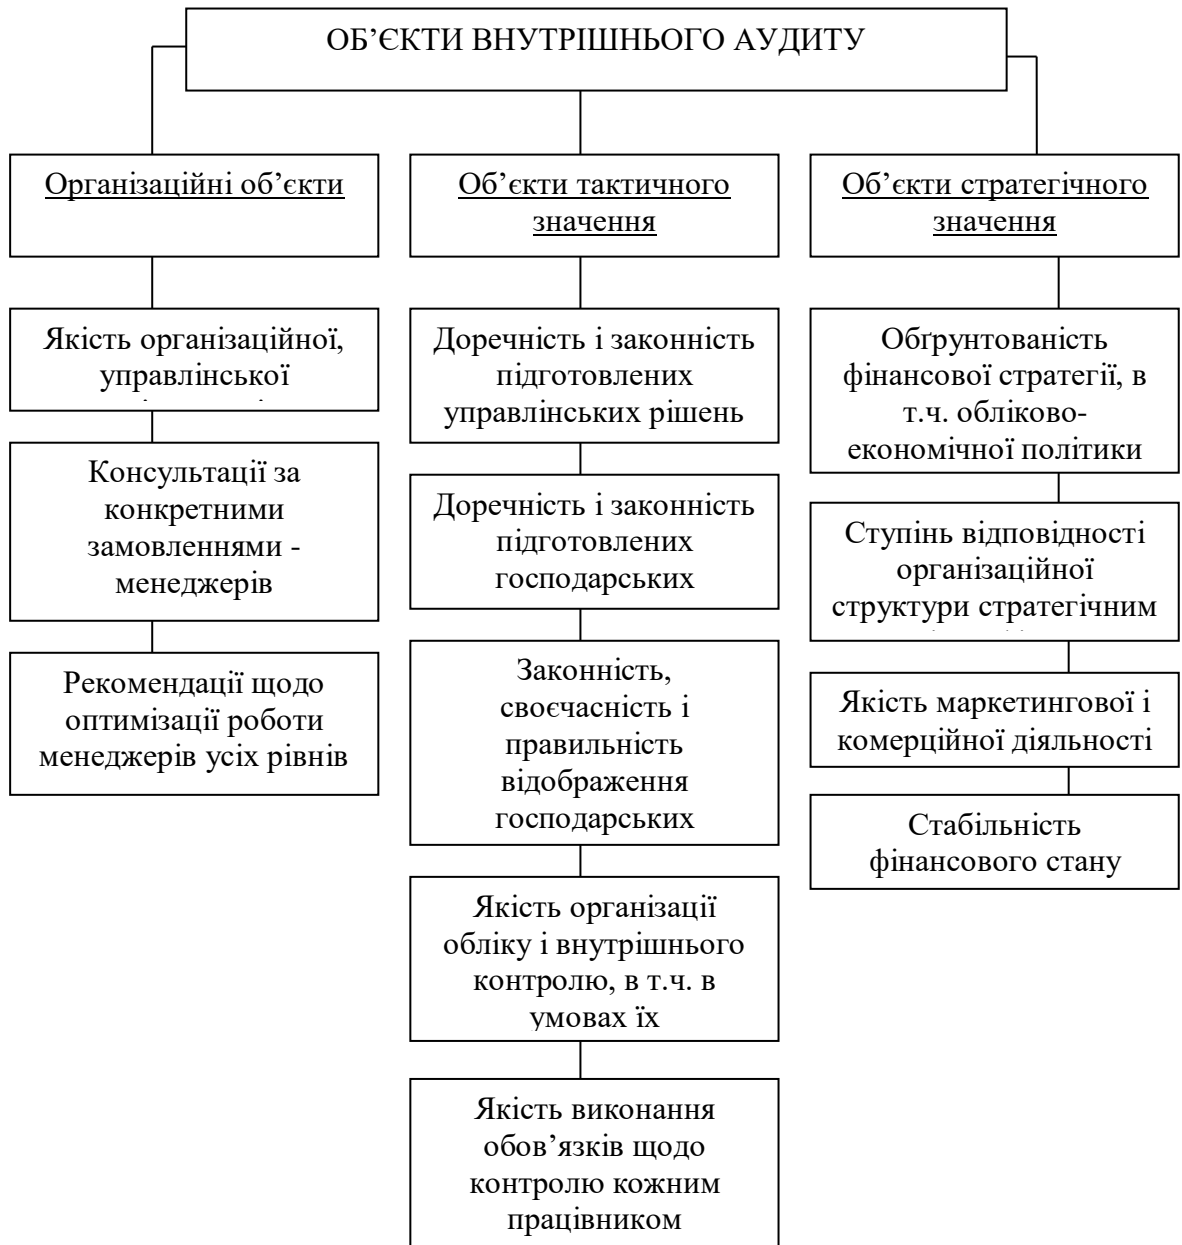 ОБ’ЄКТИ ВНУТРІШНЬОГО АУДИТУ
Організаційні об’єкти
Якість організаційної,
управлінської
Консультації за
конкретними
замовленнями -
менеджерів
Рекомендації щодо
оптимізації роботи
менеджерів усіх рівнів
Об’єкти тактичного
значення
Доречність і законність
підготовлених
управлінських рішень
Доречність і законність
підготовлених
господарських
Законність,
своєчасність і
правильність
відображення
господарських
Якість організації
обліку і внутрішнього
контролю, в т.ч. в
умовах їх
Якість виконання
обов’язків щодо
контролю кожним
працівником
Об’єкти стратегічного
значення
Обґрунтованість
фінансової стратегії, в
т.ч. обліково-
економічної політики
Ступінь відповідності
організаційної
структури стратегічним
Якість маркетингової і
комерційної діяльності
Стабільність
фінансового стану